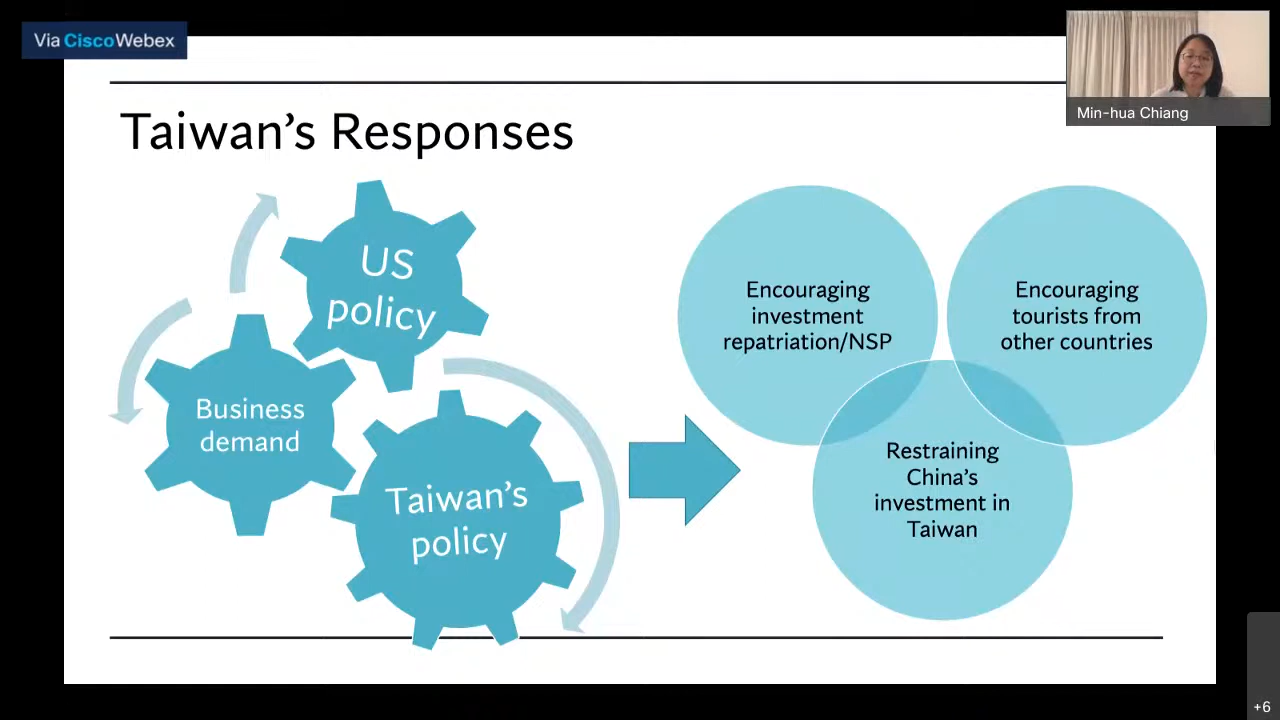 Via CiscoWebex
Min-hua Chiang
Taiwan's Responses
US
policy
Business
demand
Taiwan's
policy
Encouraging
investment
repatriation/NSP
Encouraging
tourists from
other countries
Restraining
China's
investment in
Taiwan
+6